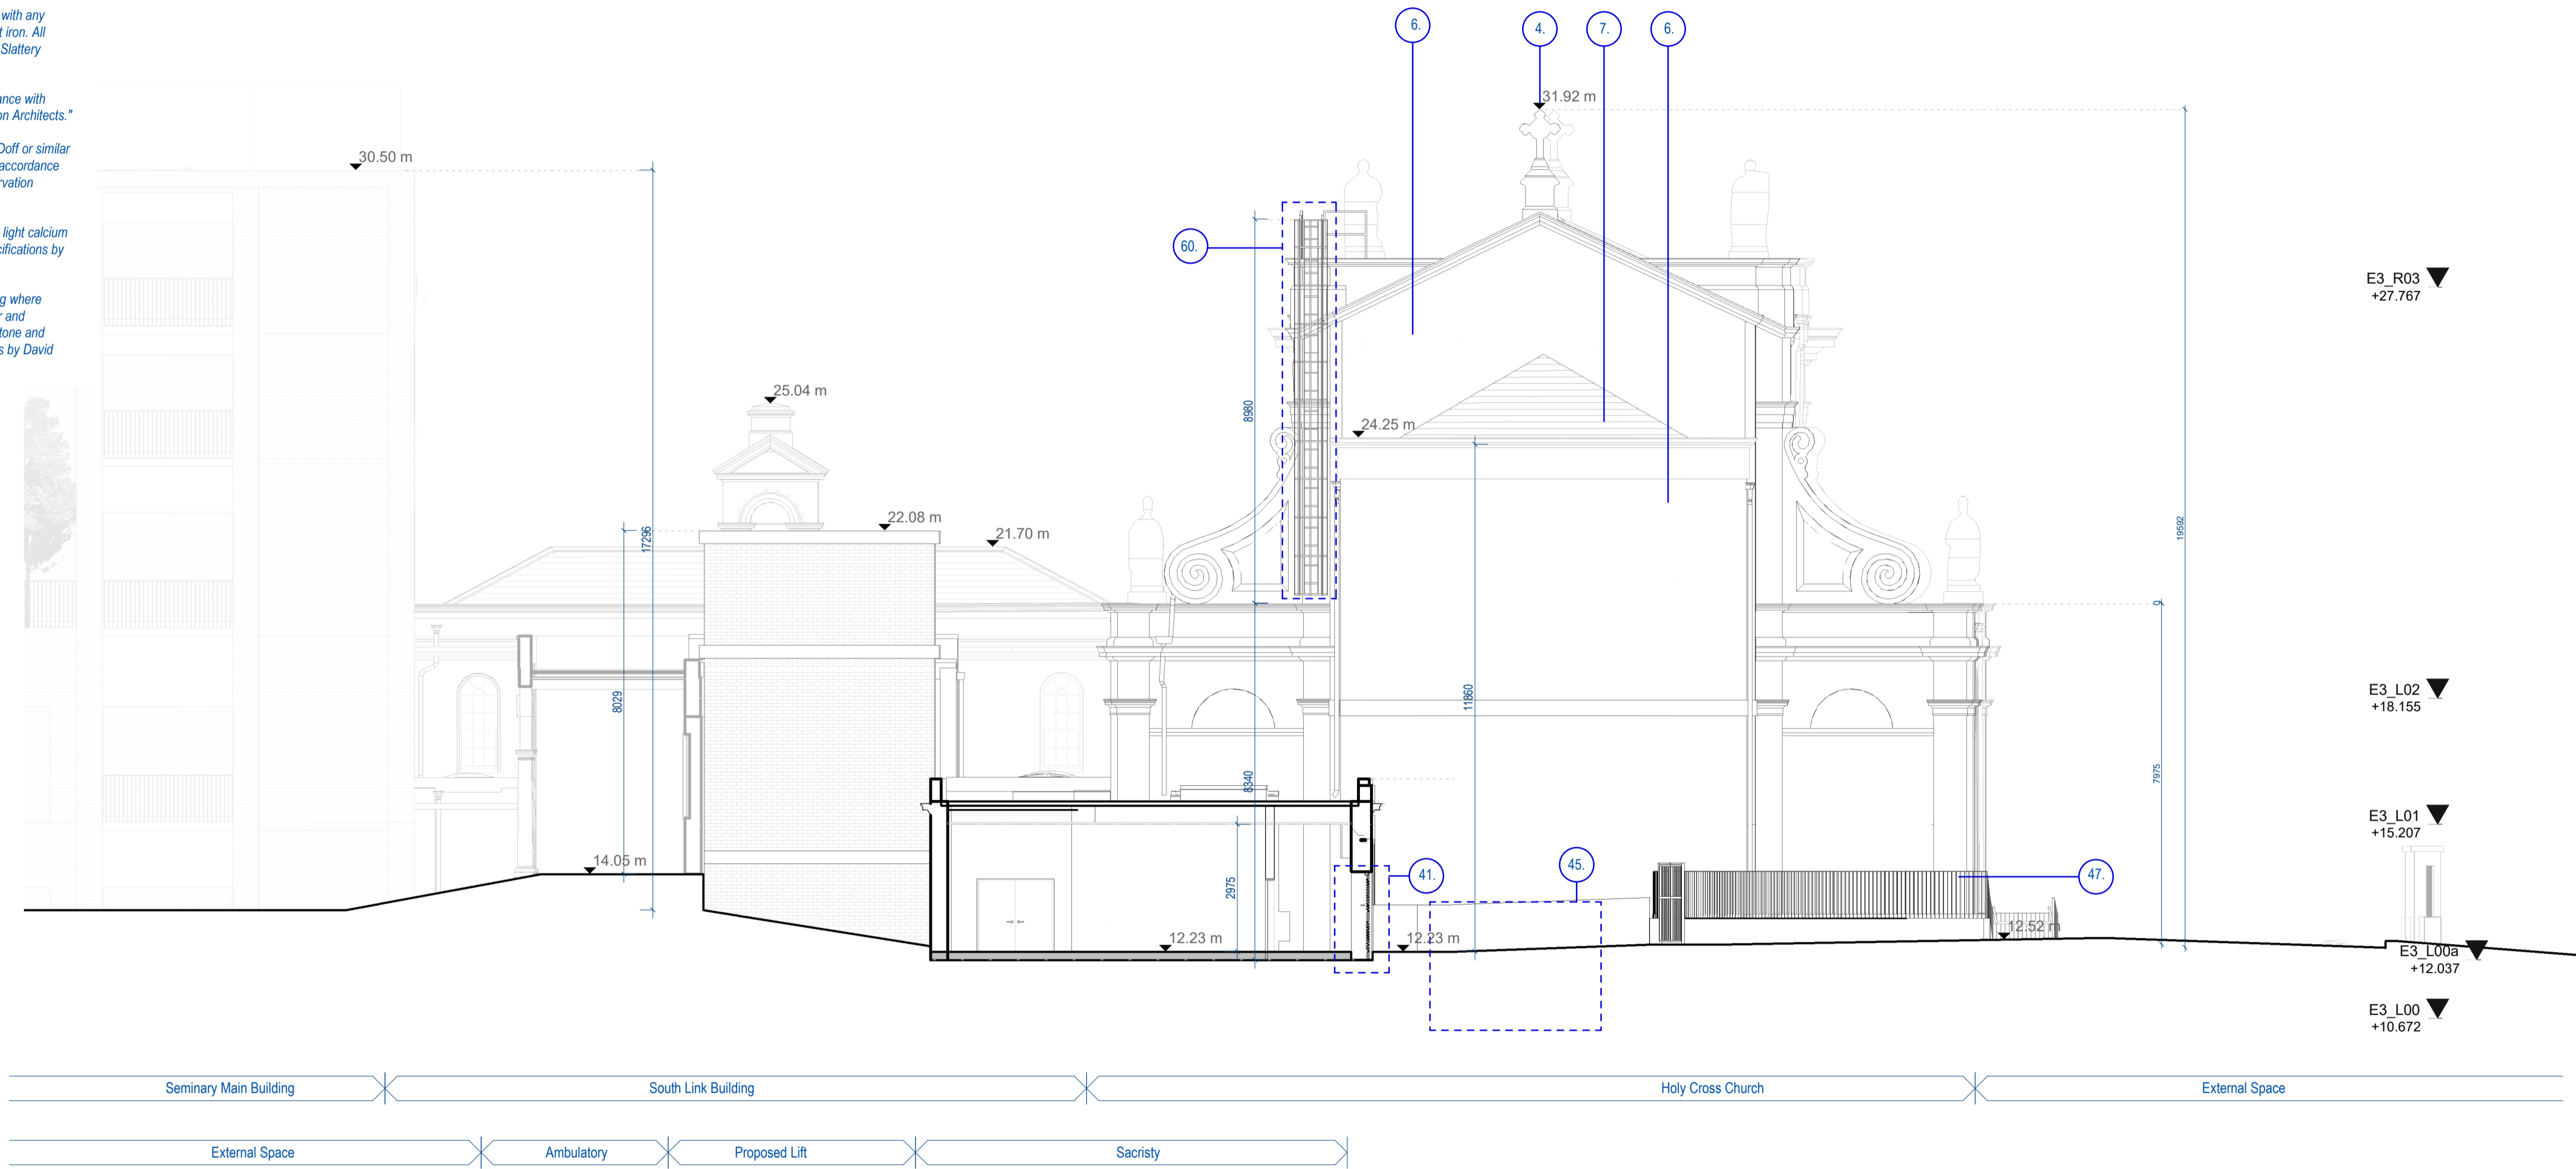 with any
t iron. All
Slattery
ance with
on Architects."
Doff or similar
accordance
rvation
light calcium
cifications by
g where
r and
tone and
s by David
6.
4.
7.
6.
31.92 m
30.50 m
60.
E3_R03
+27.767
25.04 m
8980
24.25 m
22.08 m
21.70 m
17296
19592
0
8029
11860
E3_L02
+18.155
8340
7975
E3_L01
+15.207
14.05 m
2975
41.
45.
47.
12.23 m
12.23 m
12.52 m
E3_L00a
+12.037
E3_L00
+10.672
Seminary Main Building
South Link Building
Holy Cross Church
External Space
External Space
Ambulatory
Proposed Lift
Sacristy